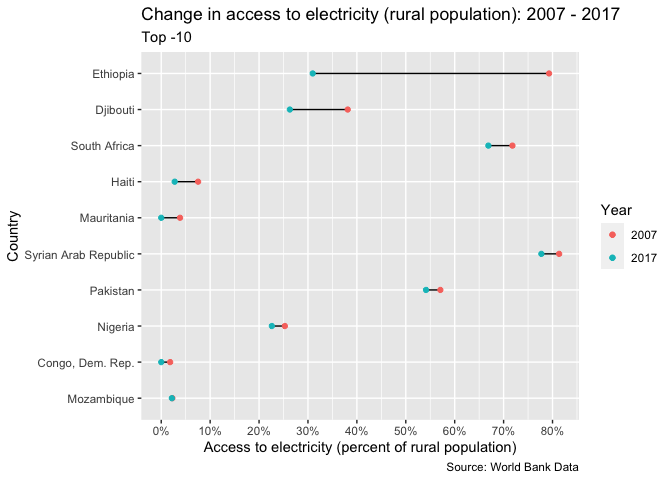 Change in access to electricity (rural population): 2007 - 2017
Top -10
Country
Ethiopia
Djibouti
South Africa
Haiti
Mauritania
Syrian Arab Republic
Pakistan
Nigeria
Congo, Dem. Rep.
Mozambique
0% 10% 20% 30% 40% 50% 60% 70% 80%
Access to electricity (percent of rural population)
Year
2007
2017
Source: World Bank Data